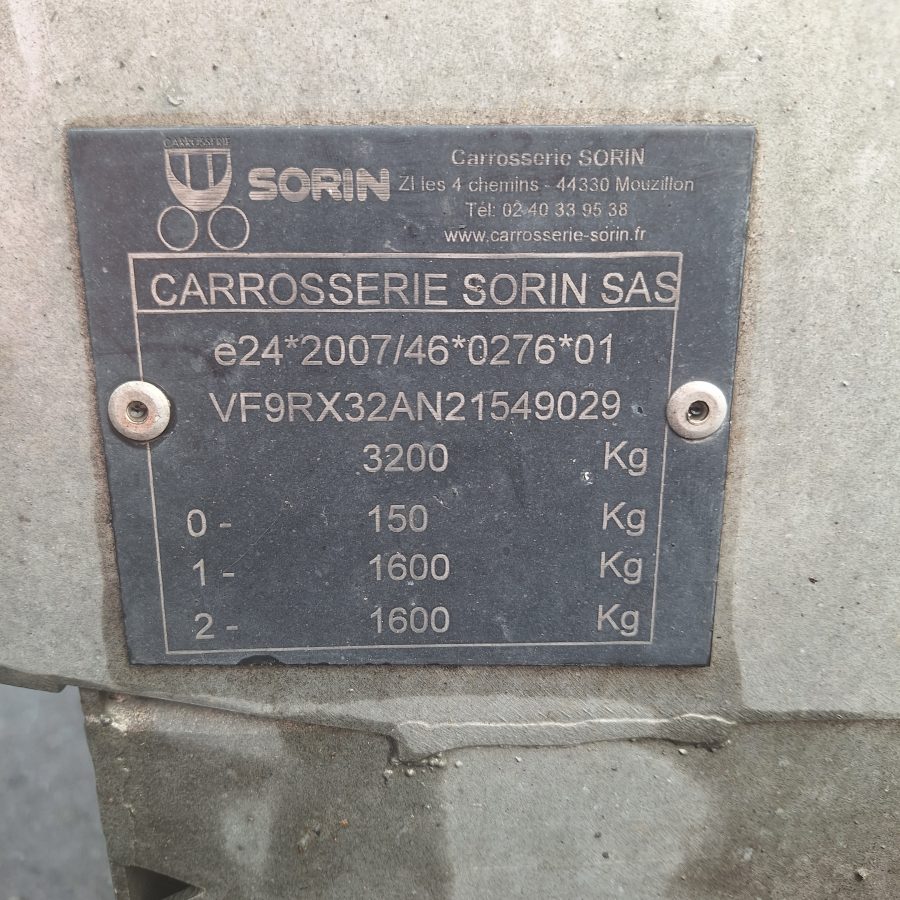 CARROSSERIE
SORIN
Carrosserie SORIN
ZI les 4 chemins - 44330 Mouzillon
Tél: 02 40 33 95 38
www.carrosserie-sorin.fr
CARROSSERIE SORIN SAS
e24*2007/46*0276*01
VF9RX32AN21549029
3200 Kg
0- 150 Kg
1- 1600 Kg
2- 1600 Kg